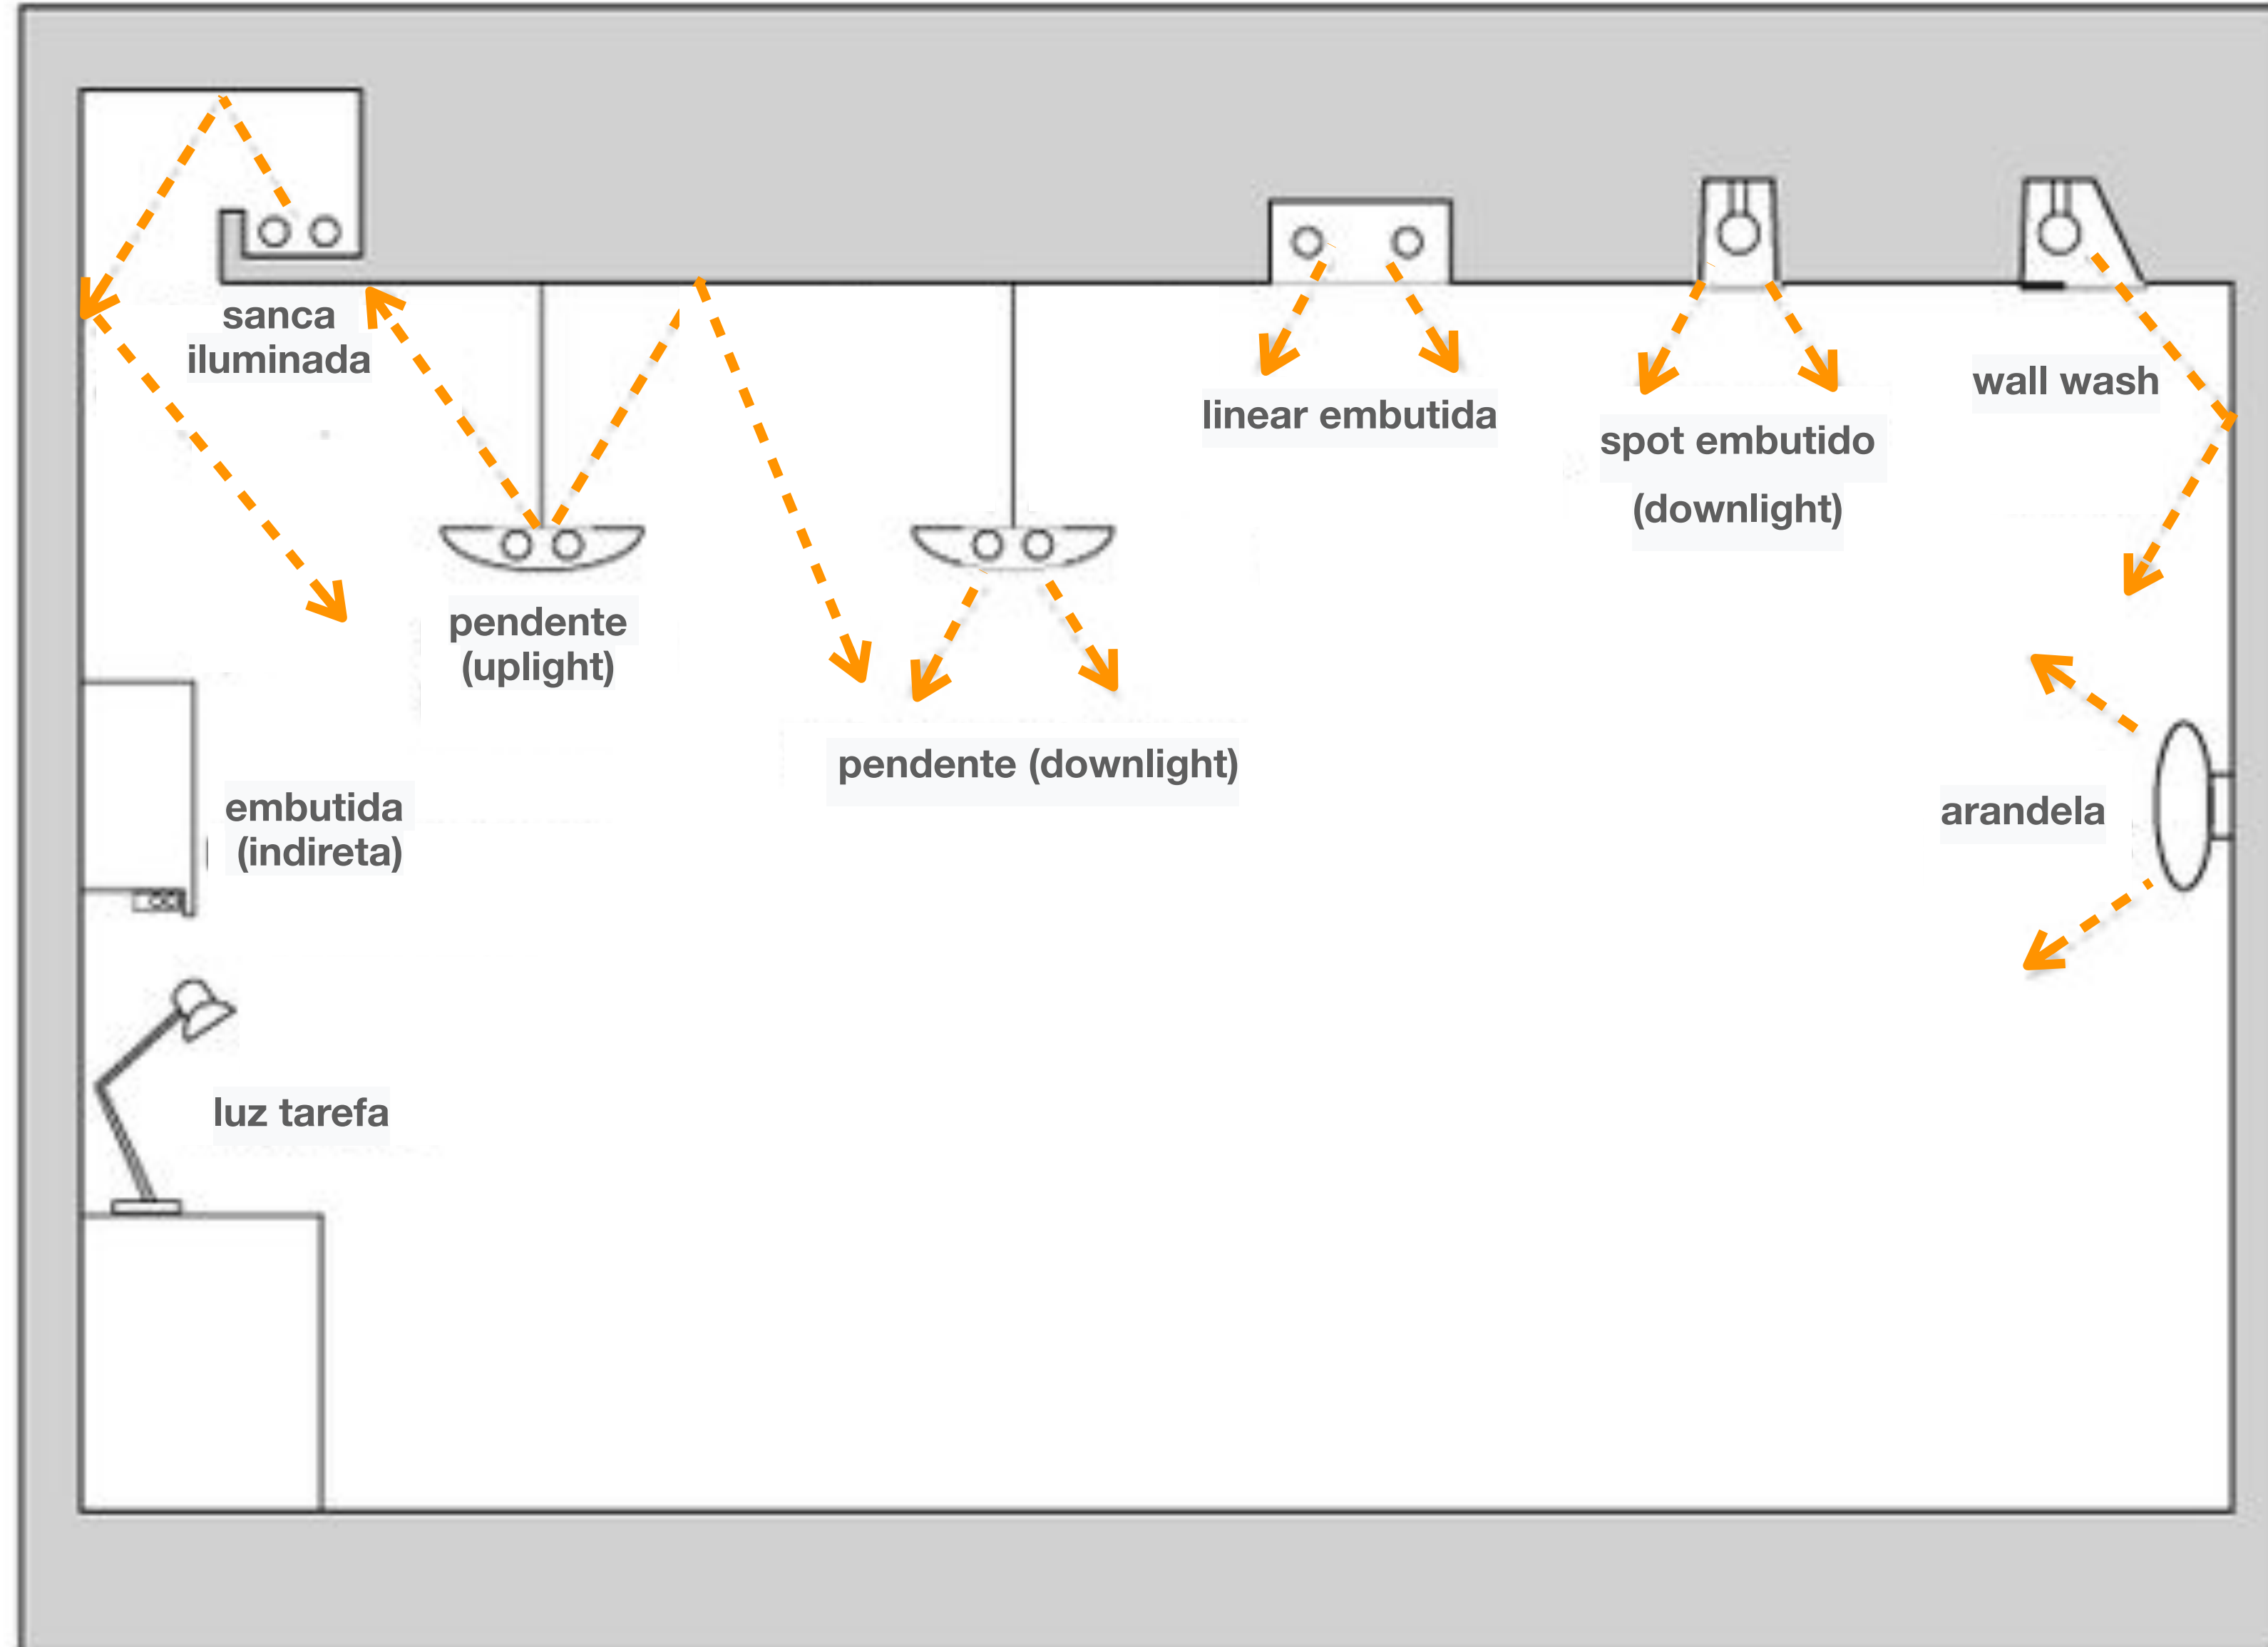 sanca
iluminada
linear embutida
wall wash
spot embutido
(downlight)
pendente
(uplight)
pendente (downlight)
embutida
(indireta)
arandela
luz tarefa